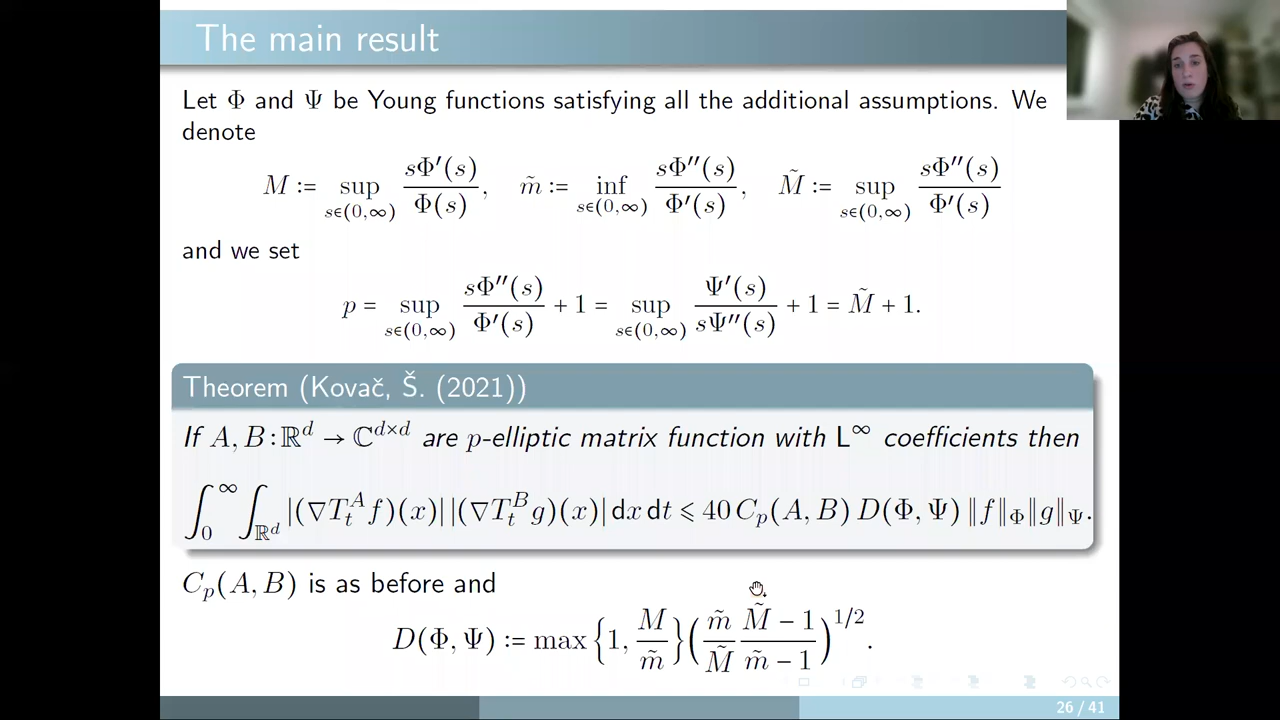 The main result
Let Φ and Ψ be Young functions satisfying all the additional assumptions. We
denote
M := sup_{s∈(0,∞)} sΦ′(s)/Φ(s), m̃ := inf_{s∈(0,∞)} sΦ″(s)/Φ′(s), M̃ := sup_{s∈(0,∞)} sΦ″(s)/Φ′(s)
and we set
p = sup_{s∈(0,∞)} sΦ″(s)/Φ′(s) + 1 = sup_{s∈(0,∞)} Ψ′(s)/sΨ″(s) + 1 = M̃ + 1.
Theorem (Kovač, Š. (2021))
If A, B : ℝ^d → ℂ^{d×d} are p-elliptic matrix function with L^∞ coefficients then
∫_0^∞ ∫_{ℝ^d} |(∇T_t^A f)(x)| |(∇T_t^B g)(x)| dx dt ⩽ 40 C_p(A, B) D(Φ, Ψ) ‖f‖_Φ ‖g‖_Ψ.
C_p(A, B) is as before and
D(Φ, Ψ) := max {1, M/m̃} (m̃/M̃ (M̃ − 1)/(m̃ − 1))^{1/2}.
26 / 41